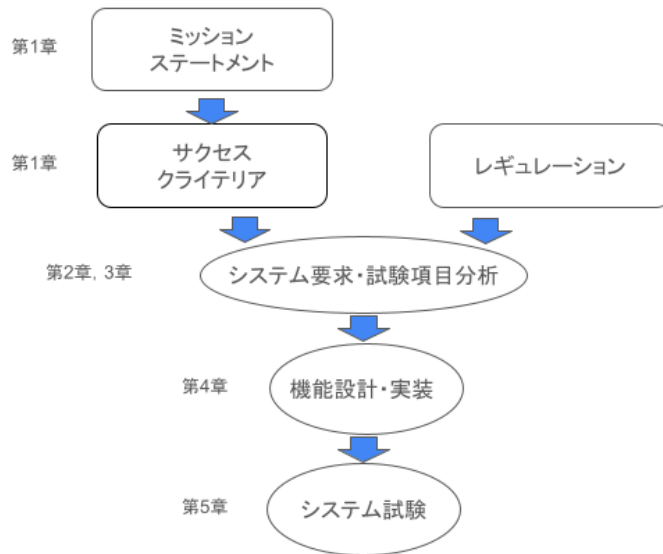 第1章
ミッション
ステートメント
第1章
サクセス
クライテリア
レギュレーション
第2章, 3章
システム要求・試験項目分析
第4章
機能設計・実装
第5章
システム試験